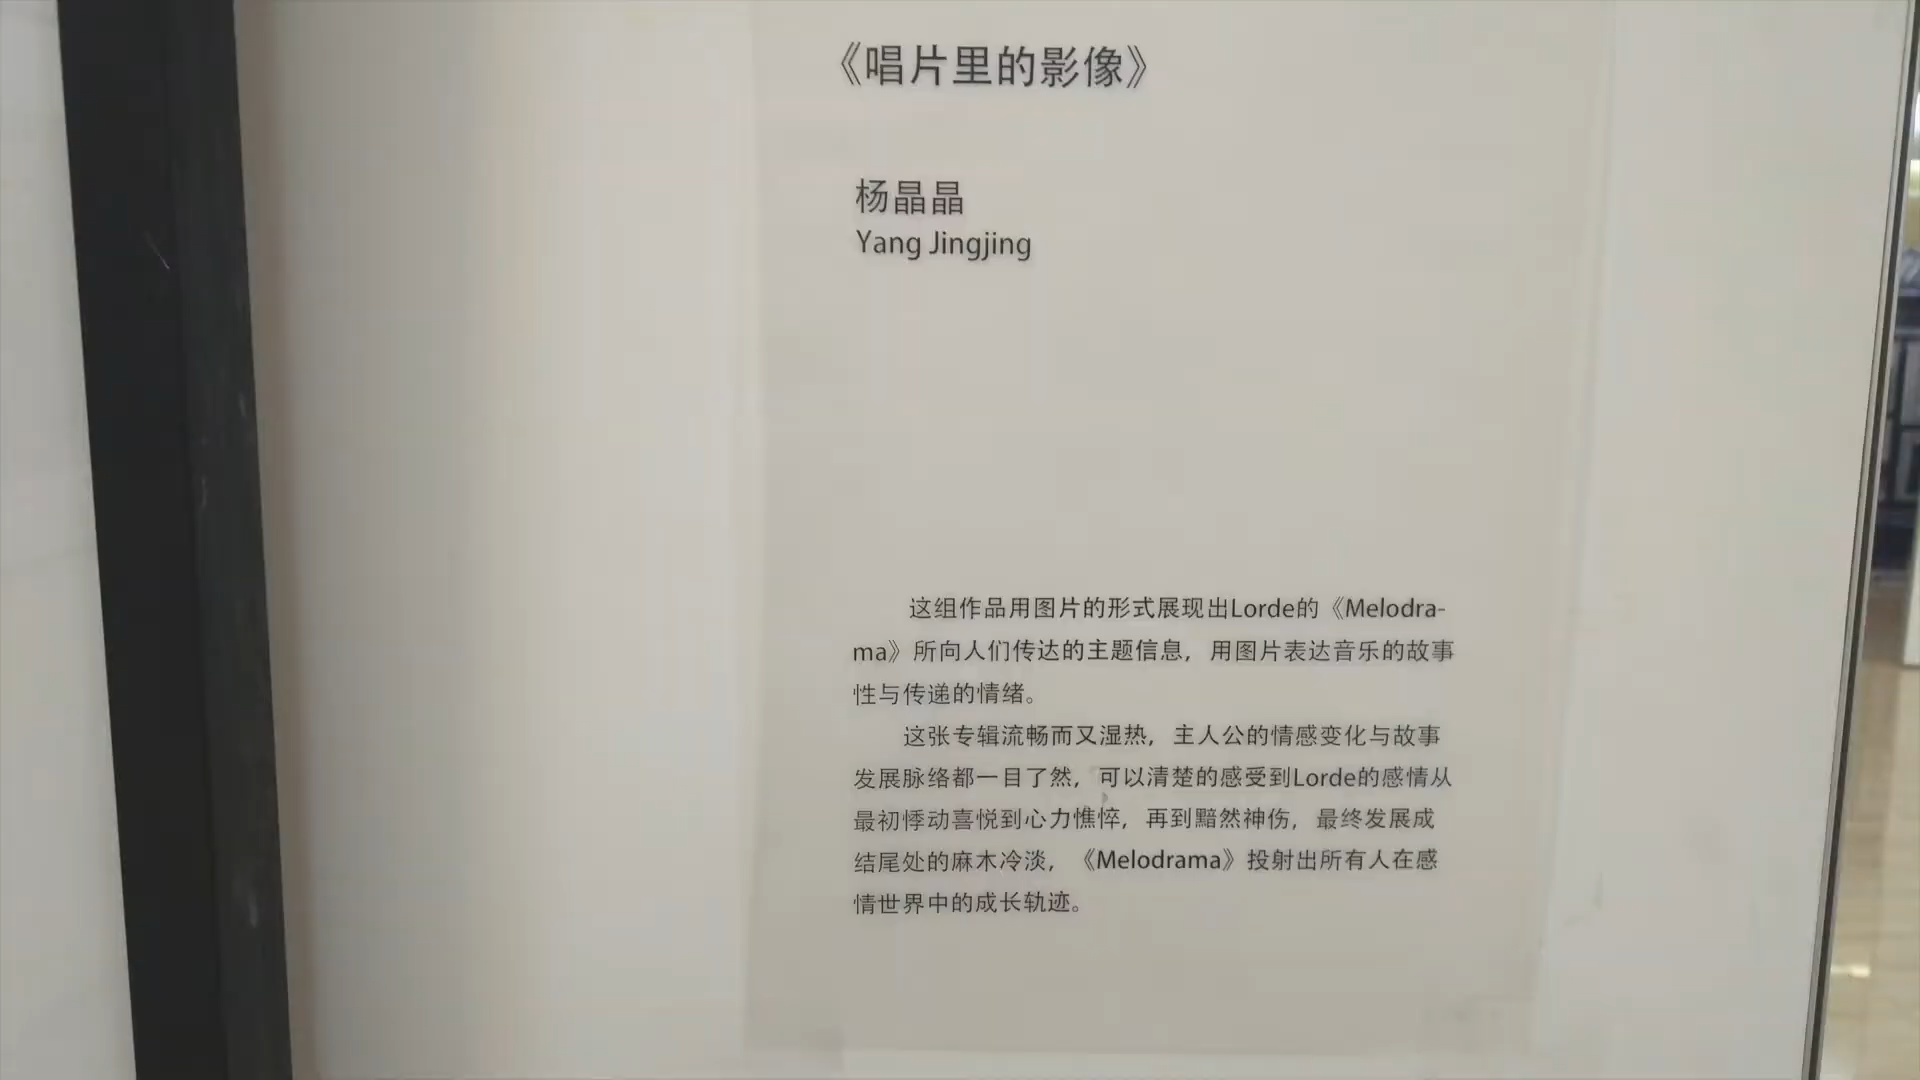 《唱片里的影像》
杨晶晶
Yang Jingjing
这组作品用图片的形式展现出Lorde的《Melodra-
ma》所向人们传达的主题信息，用图片表达音乐的故事
性与传递的情绪。
这张专辑流畅而又湿热，主人公的情感变化与故事
发展脉络都一目了然，可以清楚的感受到Lorde的感情从
最初悸动喜悦到心力憔悴，再到黯然神伤，最终发展成
结尾处的麻木冷淡，《Melodrama》投射出所有人在感
情世界中的成长轨迹。